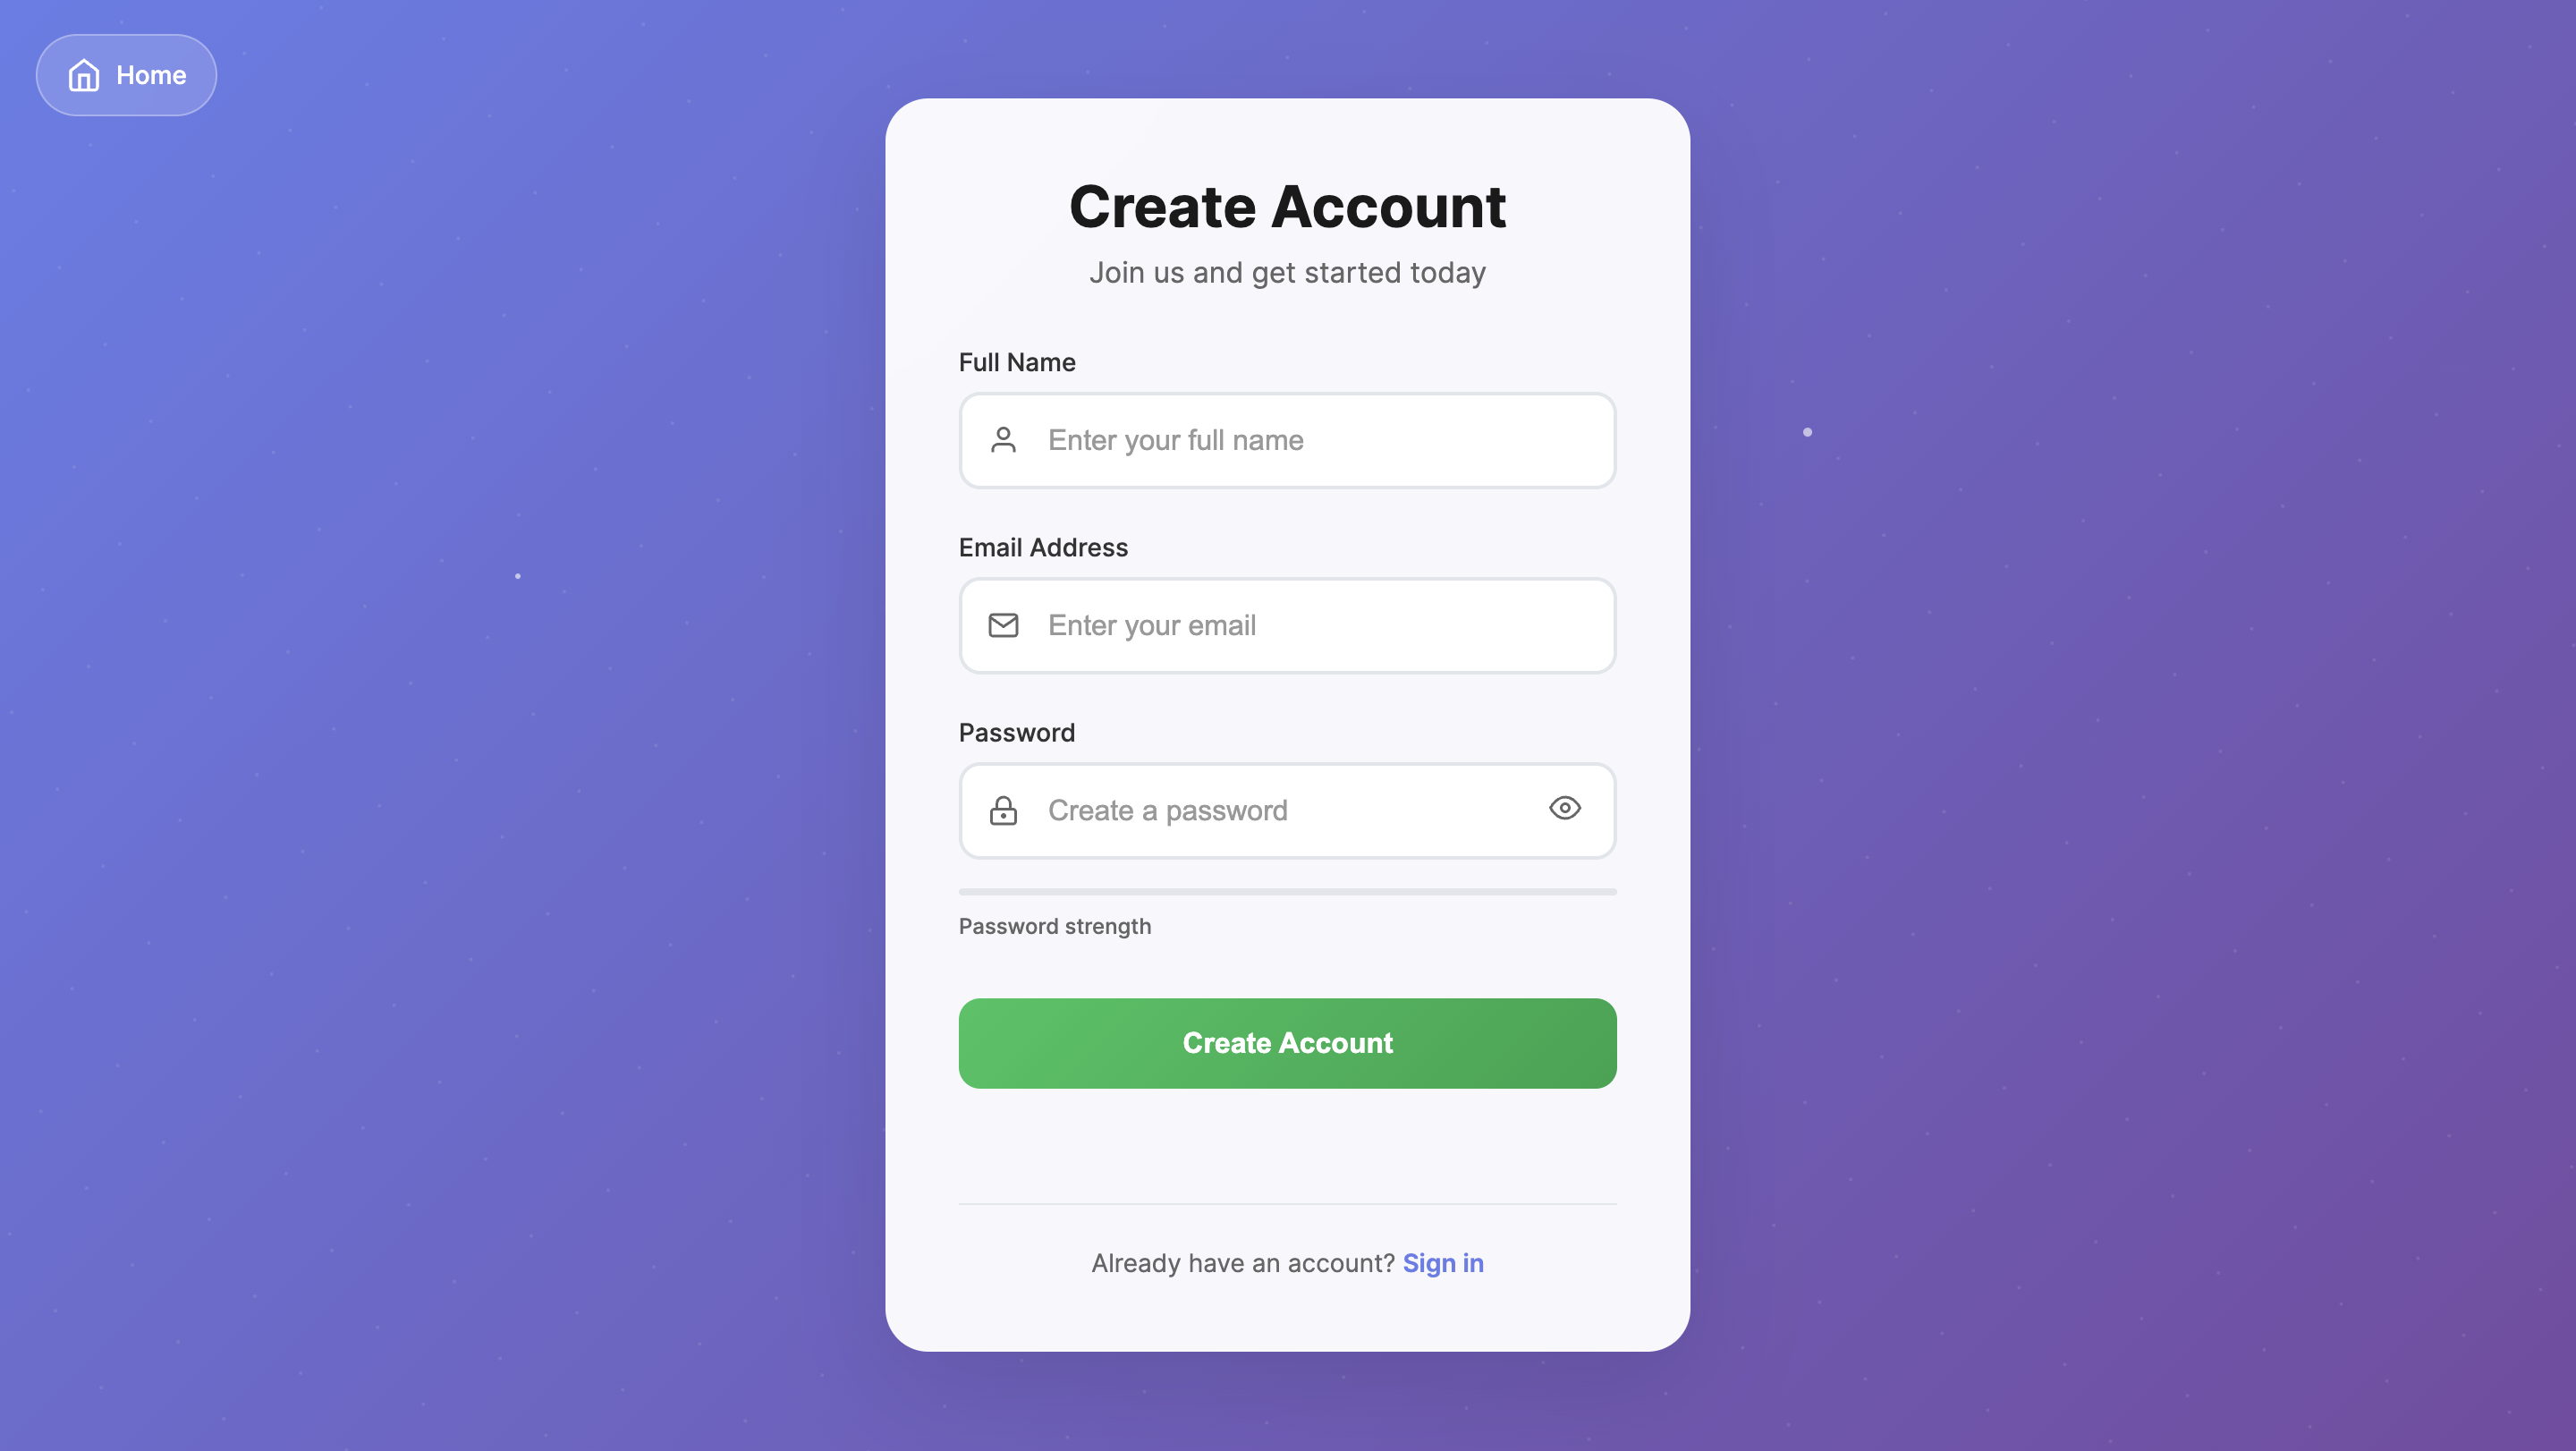 Home
Create Account
Join us and get started today
Full Name
Enter your full name
Email Address
Enter your email
Password
Create a password
Password strength
Create Account
Already have an account? Sign in